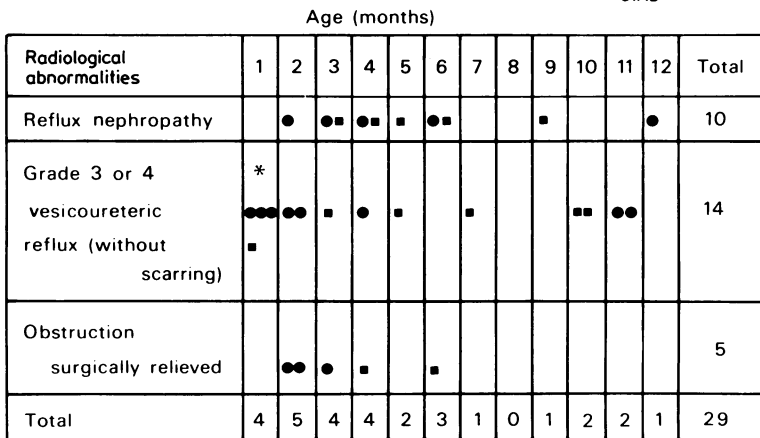 Age (months)
Radiological abnormalities 1 2 3 4 5 6 7 8 9 10 11 12 Total
Reflux nephropathy ● ●■ ●■ ■ ●■ ■ ● 10
Grade 3 or 4 *
vesicoureteric ●●● ●● ■ ● ■ ■ ■■ ●● 14
reflux (without ■
scarring)
Obstruction
surgically relieved ●● ● ■ ■ 5
Total 4 5 4 4 2 3 1 0 1 2 2 1 29